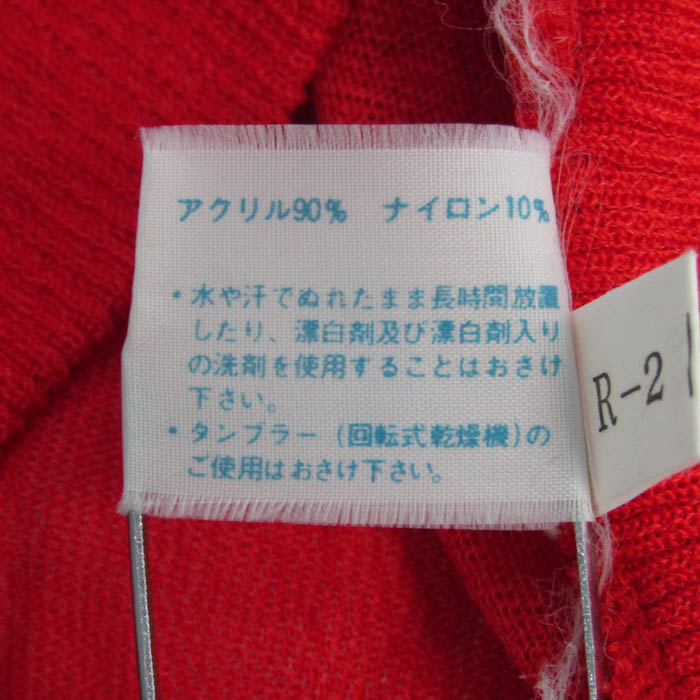 アクリル90% ナイロン10%
・水や汗でぬれたまま長時間放置
したり、漂白剤及び漂白剤入り
の洗剤を使用することはおさけ
下さい。
・タンブラー(回転式乾燥機)の
ご使用はおさけ下さい。
R-2